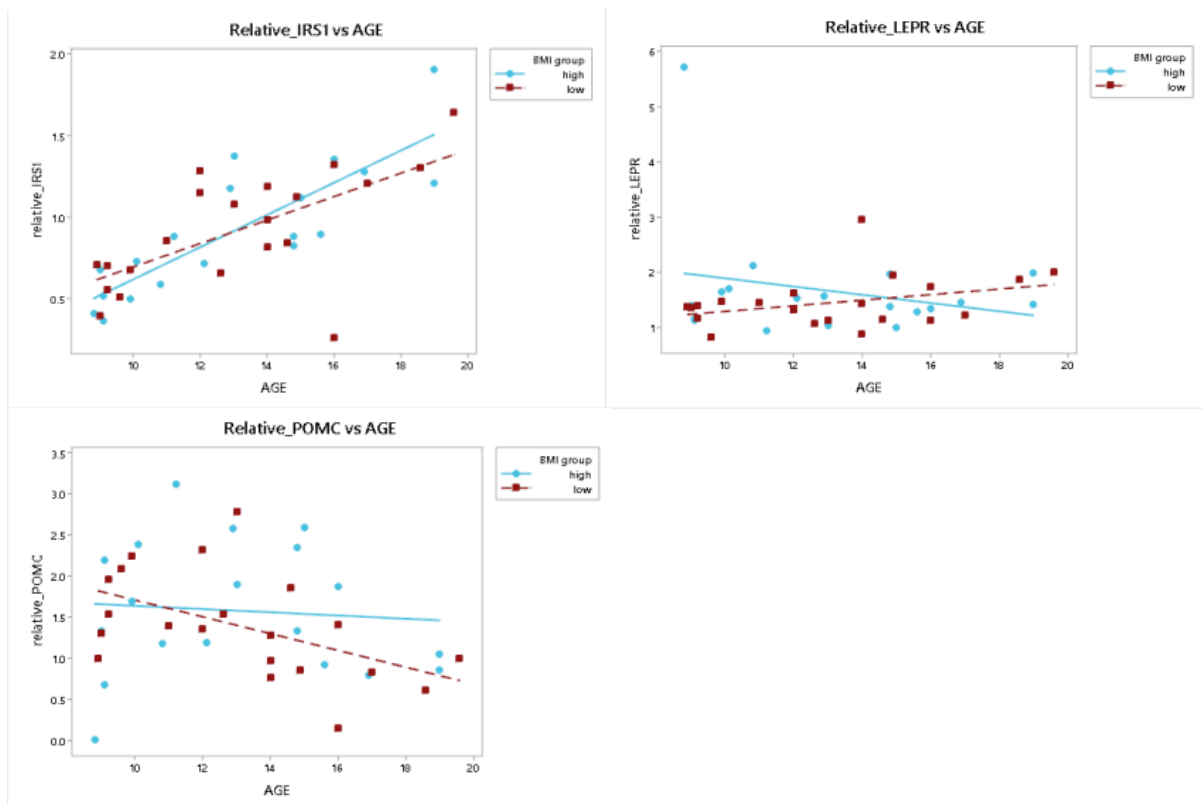 Relative_IRS1 vs AGE
BMI group
high
low
relative_IRS1
2.0
1.5
1.0
0.5
10 12 14 16 18 20
AGE
Relative_LEPR vs AGE
BMI group
high
low
relative_LEPR
6
5
4
3
2
1
10 12 14 16 18 20
AGE
Relative_POMC vs AGE
BMI group
high
low
relative_POMC
3.5
3.0
2.5
2.0
1.5
1.0
0.5
0.0
10 12 14 16 18 20
AGE